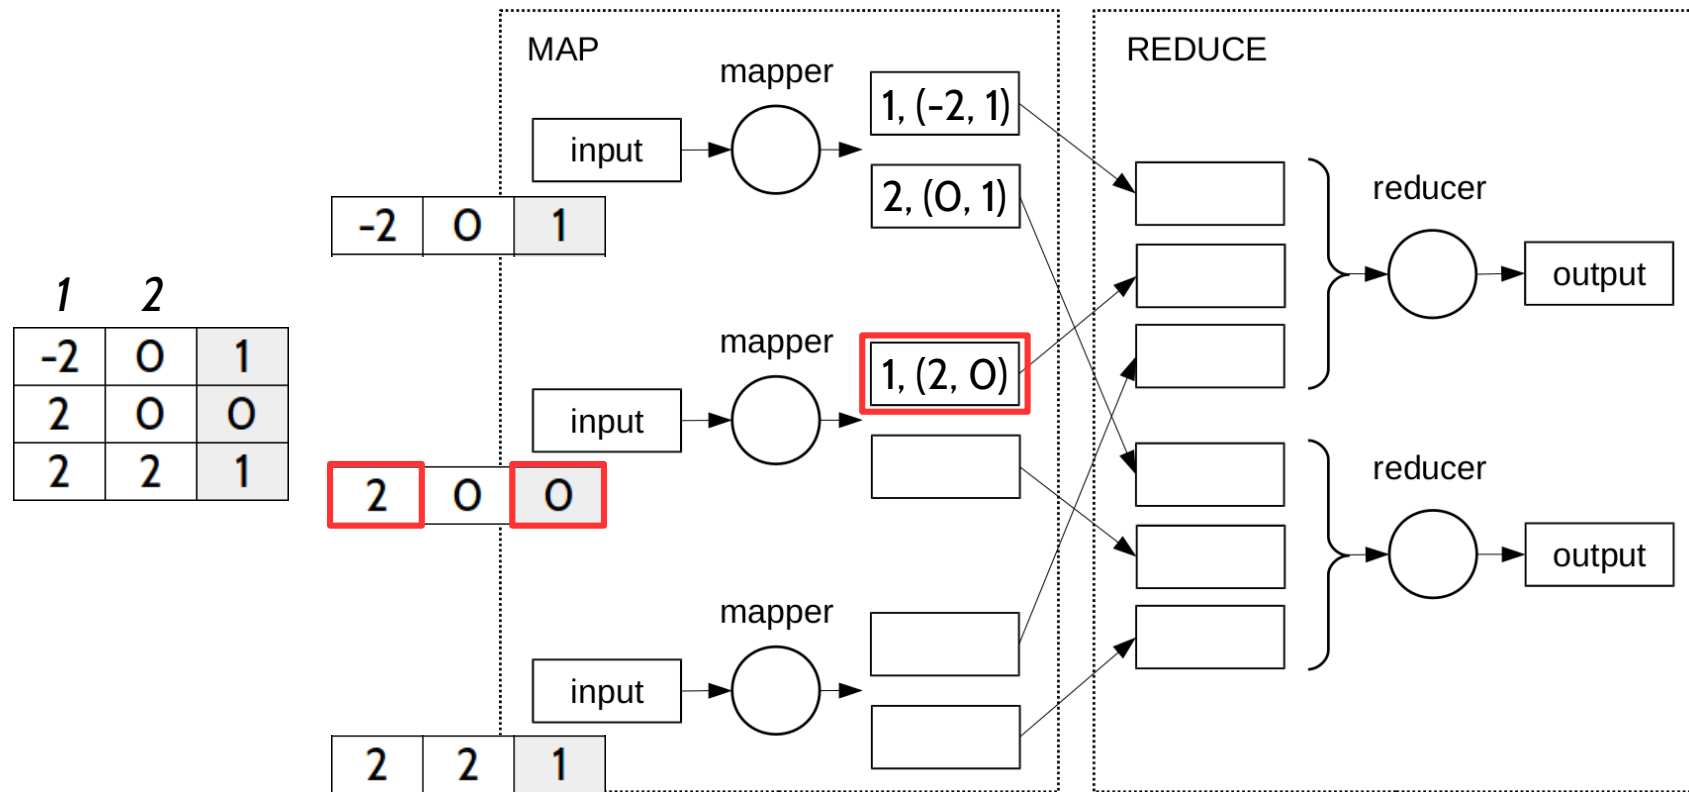 MAP
REDUCE
mapper
1, (-2, 1)
input
2, (0, 1)
reducer
-2 0 1
output
1 2
-2 0 1
2 0 0
2 2 1
mapper
1, (2, 0)
input
2 0 0
reducer
output
mapper
input
2 2 1